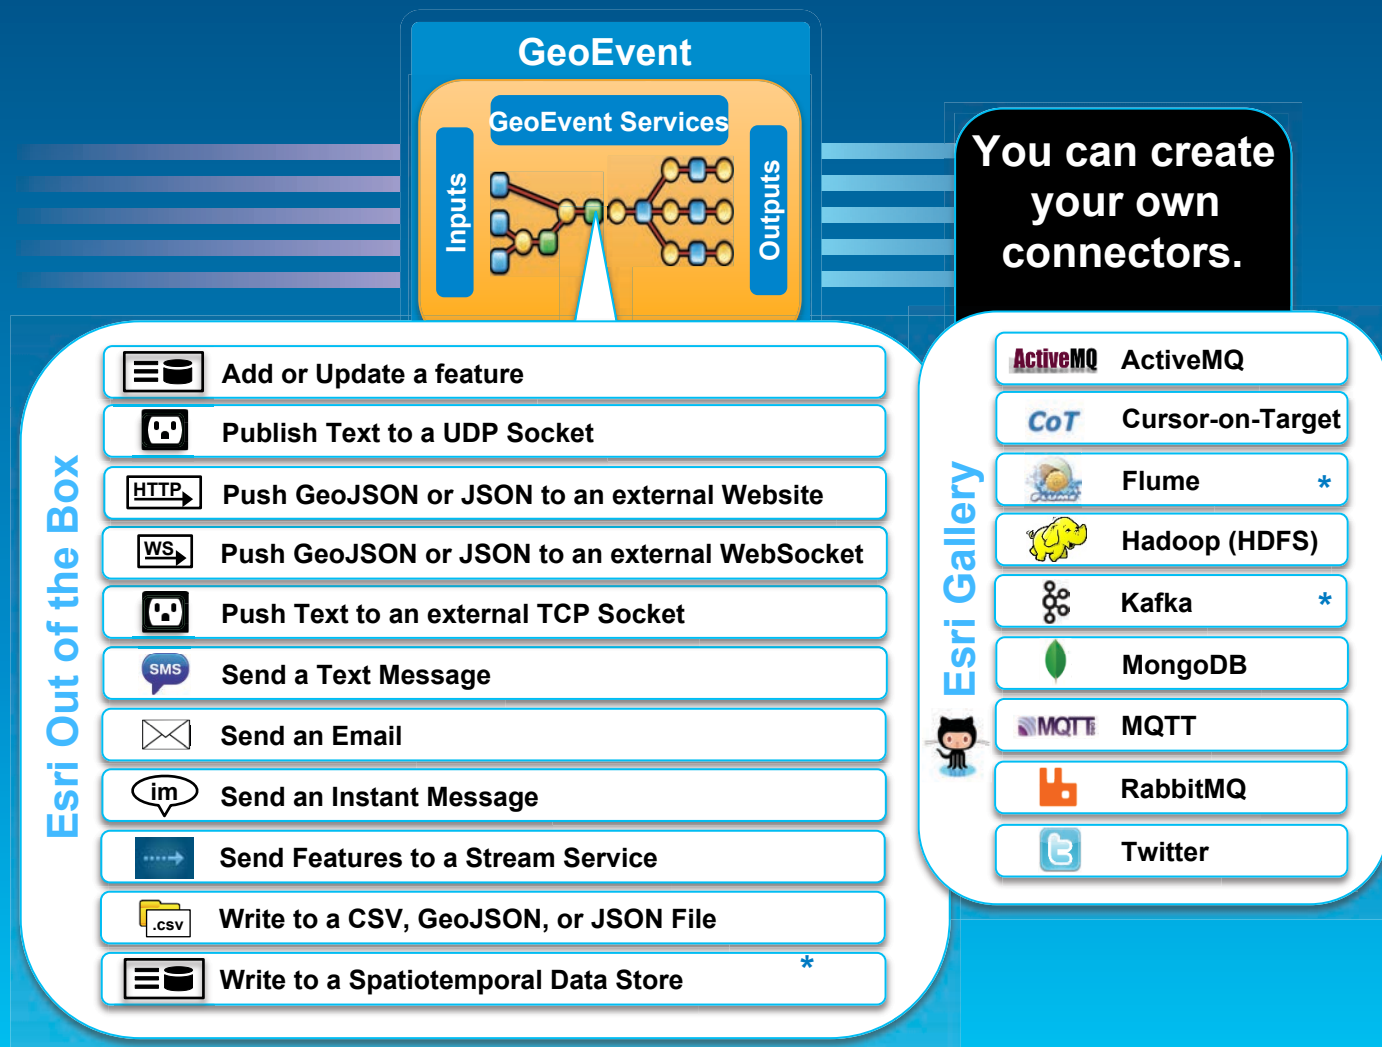 GeoEvent
GeoEvent Services
Inputs
Outputs
You can create
your own
connectors.
Esri Out of the Box
Add or Update a feature
Publish Text to a UDP Socket
HTTP
Push GeoJSON or JSON to an external Website
WS
Push GeoJSON or JSON to an external WebSocket
Push Text to an external TCP Socket
SMS
Send a Text Message
Send an Email
im
Send an Instant Message
Send Features to a Stream Service
.csv
Write to a CSV, GeoJSON, or JSON File
Write to a Spatiotemporal Data Store *
Esri Gallery
ActiveMQ ActiveMQ
CoT Cursor-on-Target
Flume *
Hadoop (HDFS)
Kafka *
MongoDB
MQTT MQTT
RabbitMQ
t Twitter